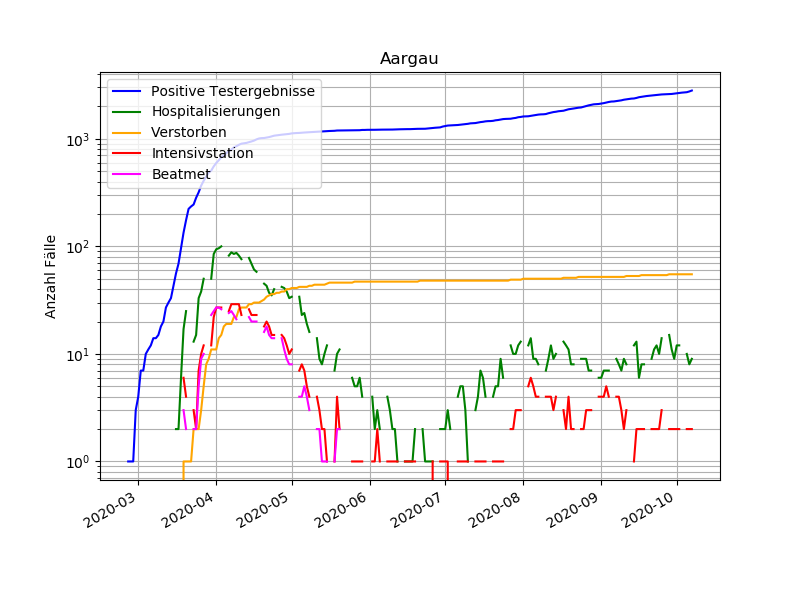 Aargau
Positive Testergebnisse
Hospitalisierungen
Verstorben
Intensivstation
Beatmet
Anzahl Fälle
10³
10²
10¹
10⁰
2020-03
2020-04
2020-05
2020-06
2020-07
2020-08
2020-09
2020-10